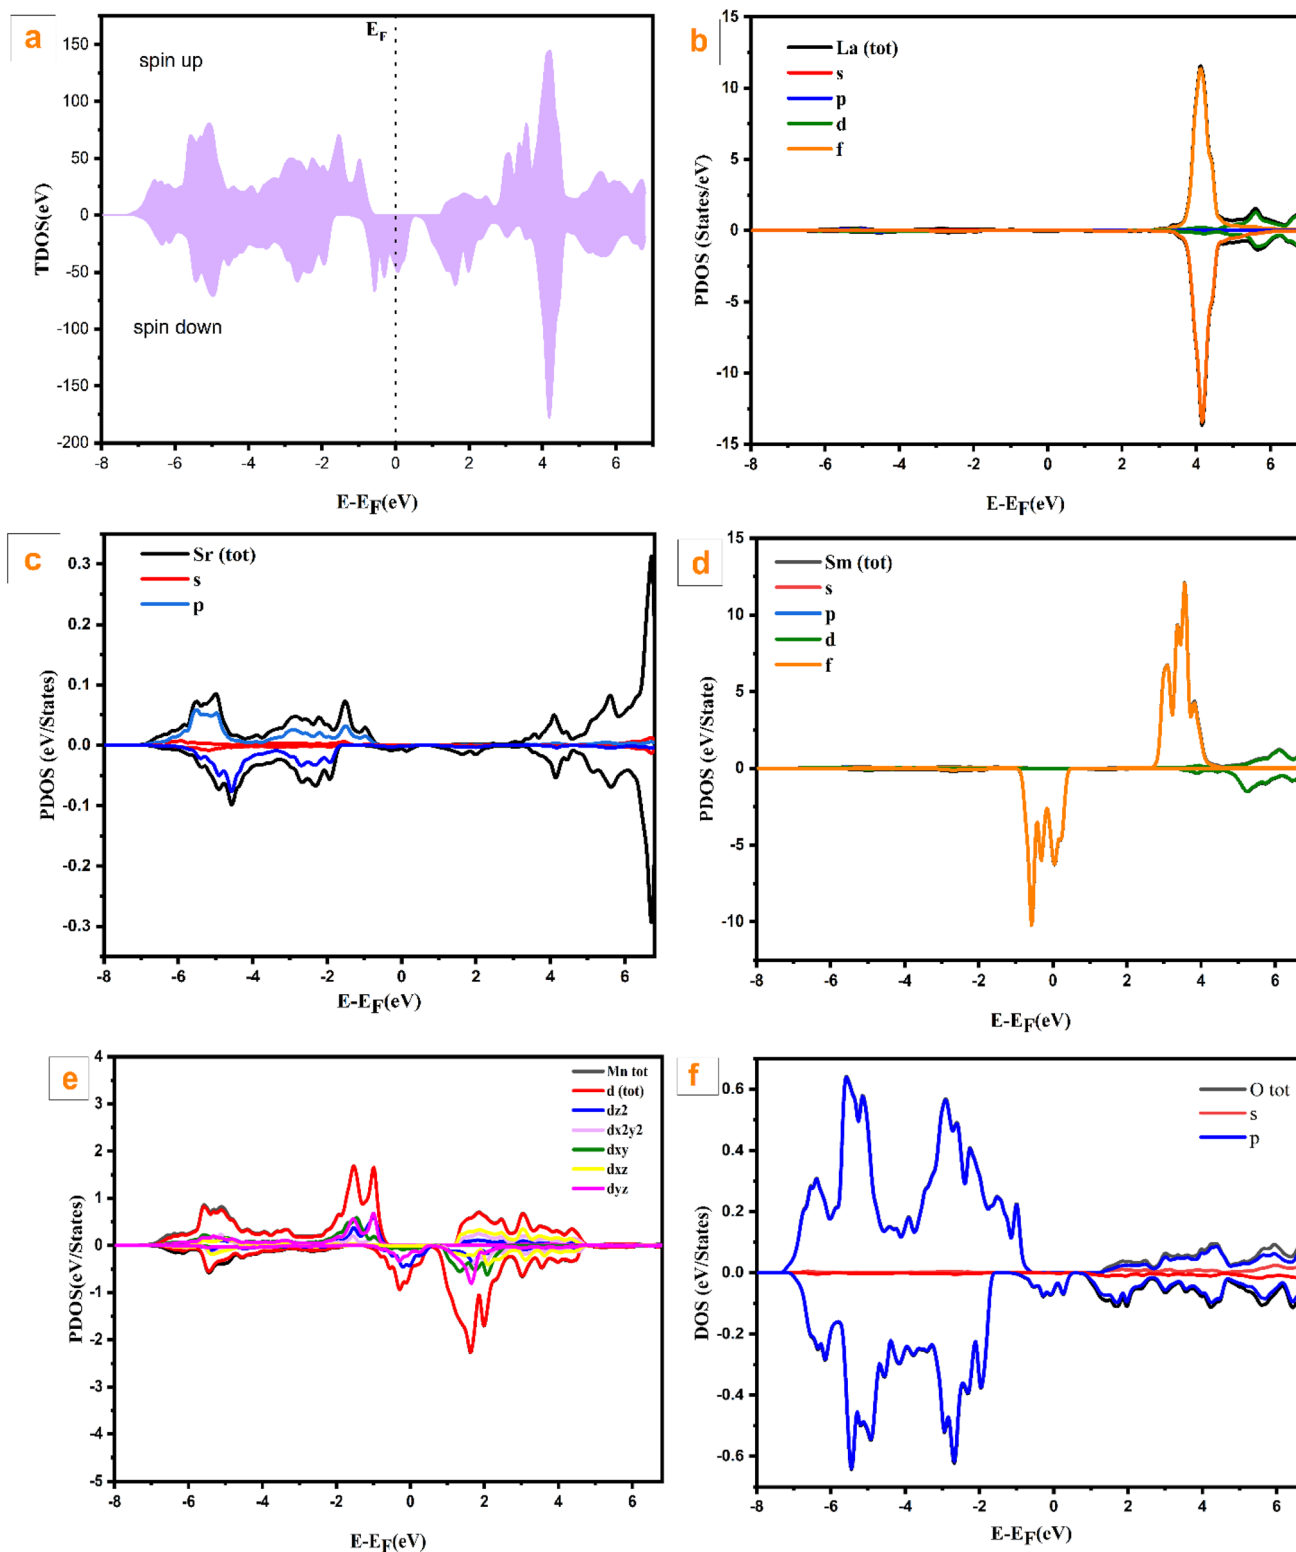 a
E_F
spin up
spin down
TDOS(eV)
150
100
50
0
-50
-100
-150
-200
-8
-6
-4
-2
0
2
4
6
E-E_F(eV)
b
La (tot)
s
p
d
f
PDOS (States/eV)
15
10
5
0
-5
-10
-15
-8
-6
-4
-2
0
2
4
6
E-E_F(eV)
c
Sr (tot)
s
p
PDOS (eV/States)
0.3
0.2
0.1
0.0
-0.1
-0.2
-0.3
-8
-6
-4
-2
0
2
4
6
E-E_F(eV)
d
Sm (tot)
s
p
d
f
PDOS (eV/State)
15
10
5
0
-5
-10
-8
-6
-4
-2
0
2
4
6
E-E_F(eV)
e
Mn tot
d (tot)
dz2
dx2y2
dxy
dxz
dyz
PDOS(eV/States)
4
3
2
1
0
-1
-2
-3
-4
-5
-8
-6
-4
-2
0
2
4
6
E-E_F(eV)
f
O tot
s
p
DOS (eV/States)
0.6
0.4
0.2
0.0
-0.2
-0.4
-0.6
-8
-6
-4
-2
0
2
4
6
E-E_F(eV)